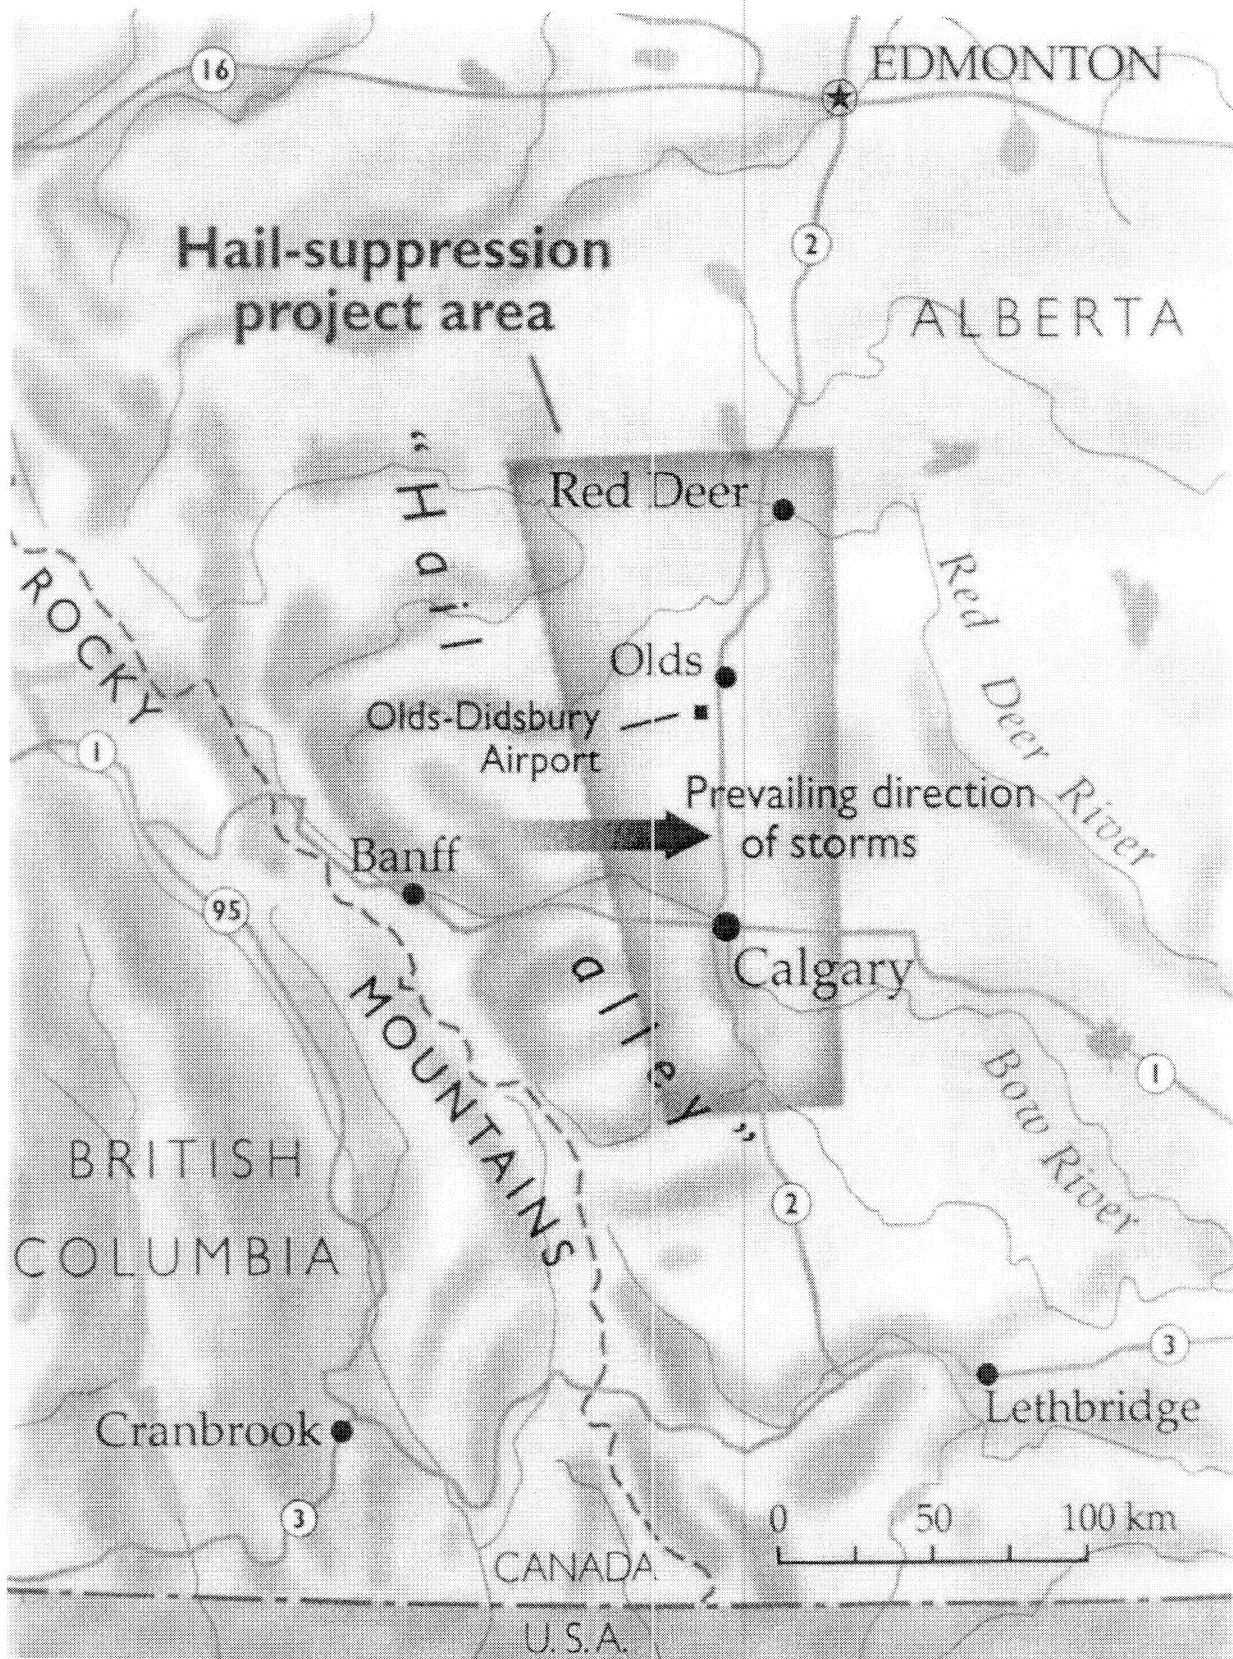 16
EDMONTON
2
Hail-suppression
project area
ALBERTA
"Hail
alley"
Red Deer
Red Deer River
ROCKY
MOUNTAINS
Olds
Olds-Didsbury
Airport
1
Prevailing direction
of storms
Banff
95
Calgary
Bow River
1
BRITISH
COLUMBIA
2
3
Lethbridge
Cranbrook
3
0 50 100 km
CANADA
U.S.A.